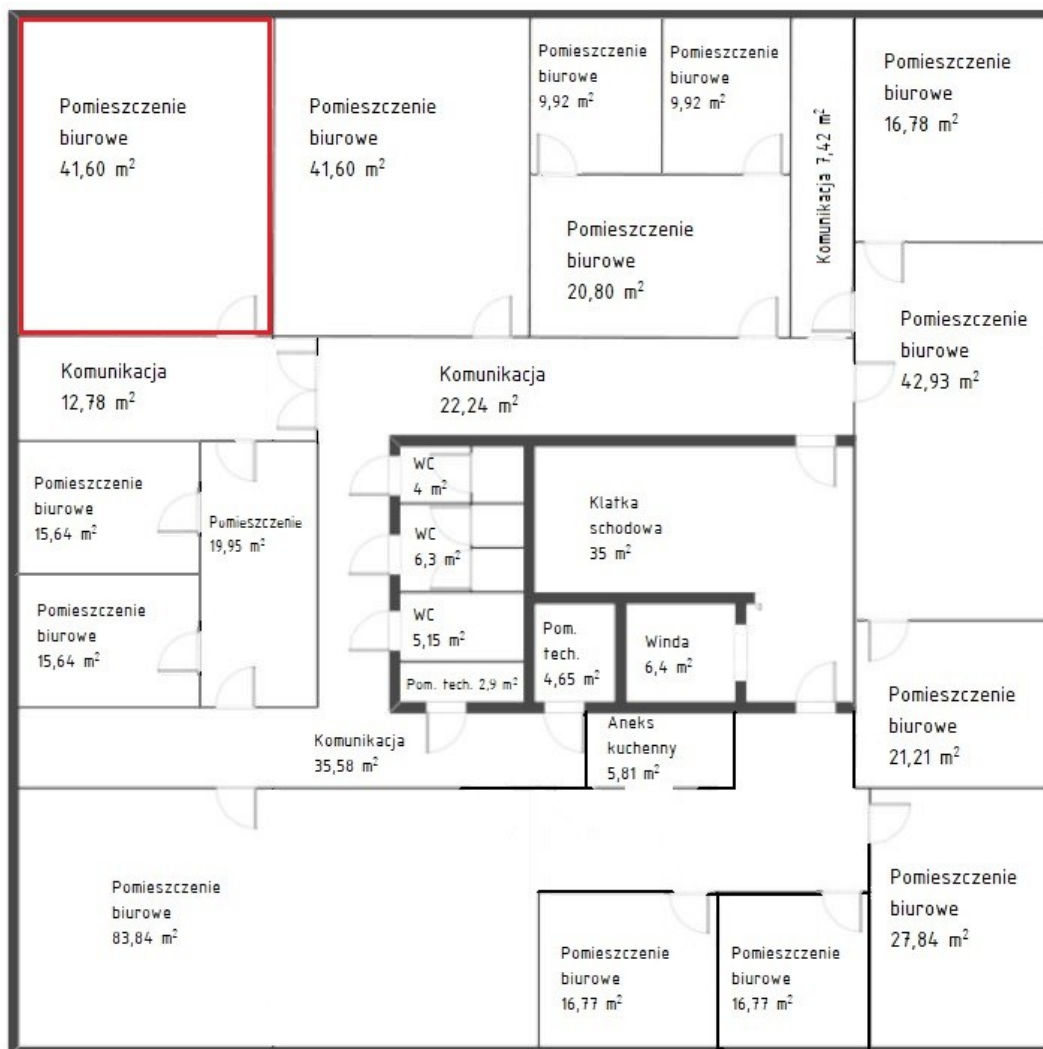 Pomieszczenie
biurowe
41,60 m²
Pomieszczenie
biurowe
41,60 m²
Pomieszczenie
biurowe
9,92 m²
Pomieszczenie
biurowe
9,92 m²
Komunikacja 7,42 m²
Pomieszczenie
biurowe
16,78 m²
Pomieszczenie
biurowe
20,80 m²
Pomieszczenie
biurowe
42,93 m²
Komunikacja
12,78 m²
Komunikacja
22,24 m²
Pomieszczenie
biurowe
15,64 m²
Pomieszczenie
19,95 m²
WC
4 m²
WC
6,3 m²
WC
5,15 m²
Pom. tech. 2,9 m²
Klatka
schodowa
35 m²
Pom.
tech.
4,65 m²
Winda
6,4 m²
Pomieszczenie
biurowe
15,64 m²
Komunikacja
35,58 m²
Aneks
kuchenny
5,81 m²
Pomieszczenie
biurowe
21,21 m²
Pomieszczenie
biurowe
83,84 m²
Pomieszczenie
biurowe
16,77 m²
Pomieszczenie
biurowe
16,77 m²
Pomieszczenie
biurowe
27,84 m²